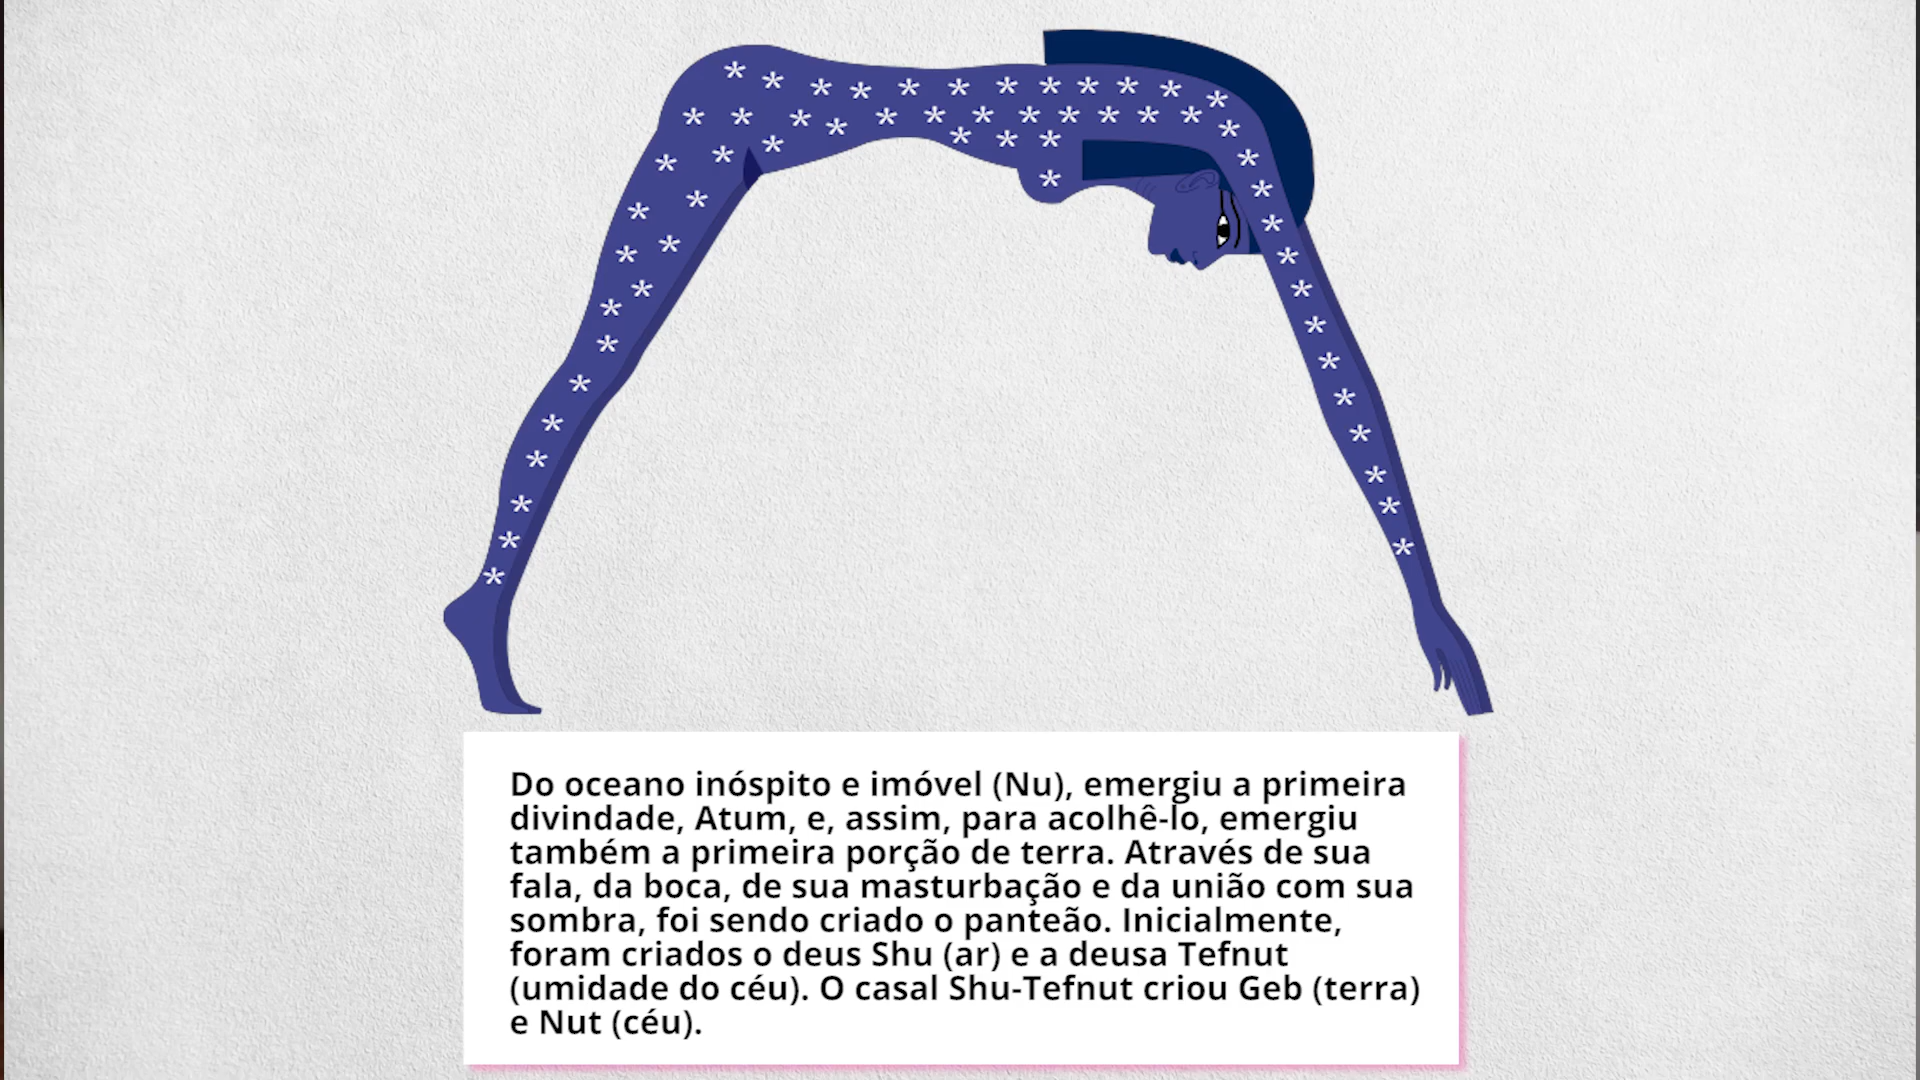 Do oceano inóspito e imóvel (Nu), emergiu a primeira
divindade, Atum, e, assim, para acolhê-lo, emergiu
também a primeira porção de terra. Através de sua
fala, da boca, de sua masturbação e da união com sua
sombra, foi sendo criado o panteão. Inicialmente,
foram criados o deus Shu (ar) e a deusa Tefnut
(umidade do céu). O casal Shu-Tefnut criou Geb (terra)
e Nut (céu).